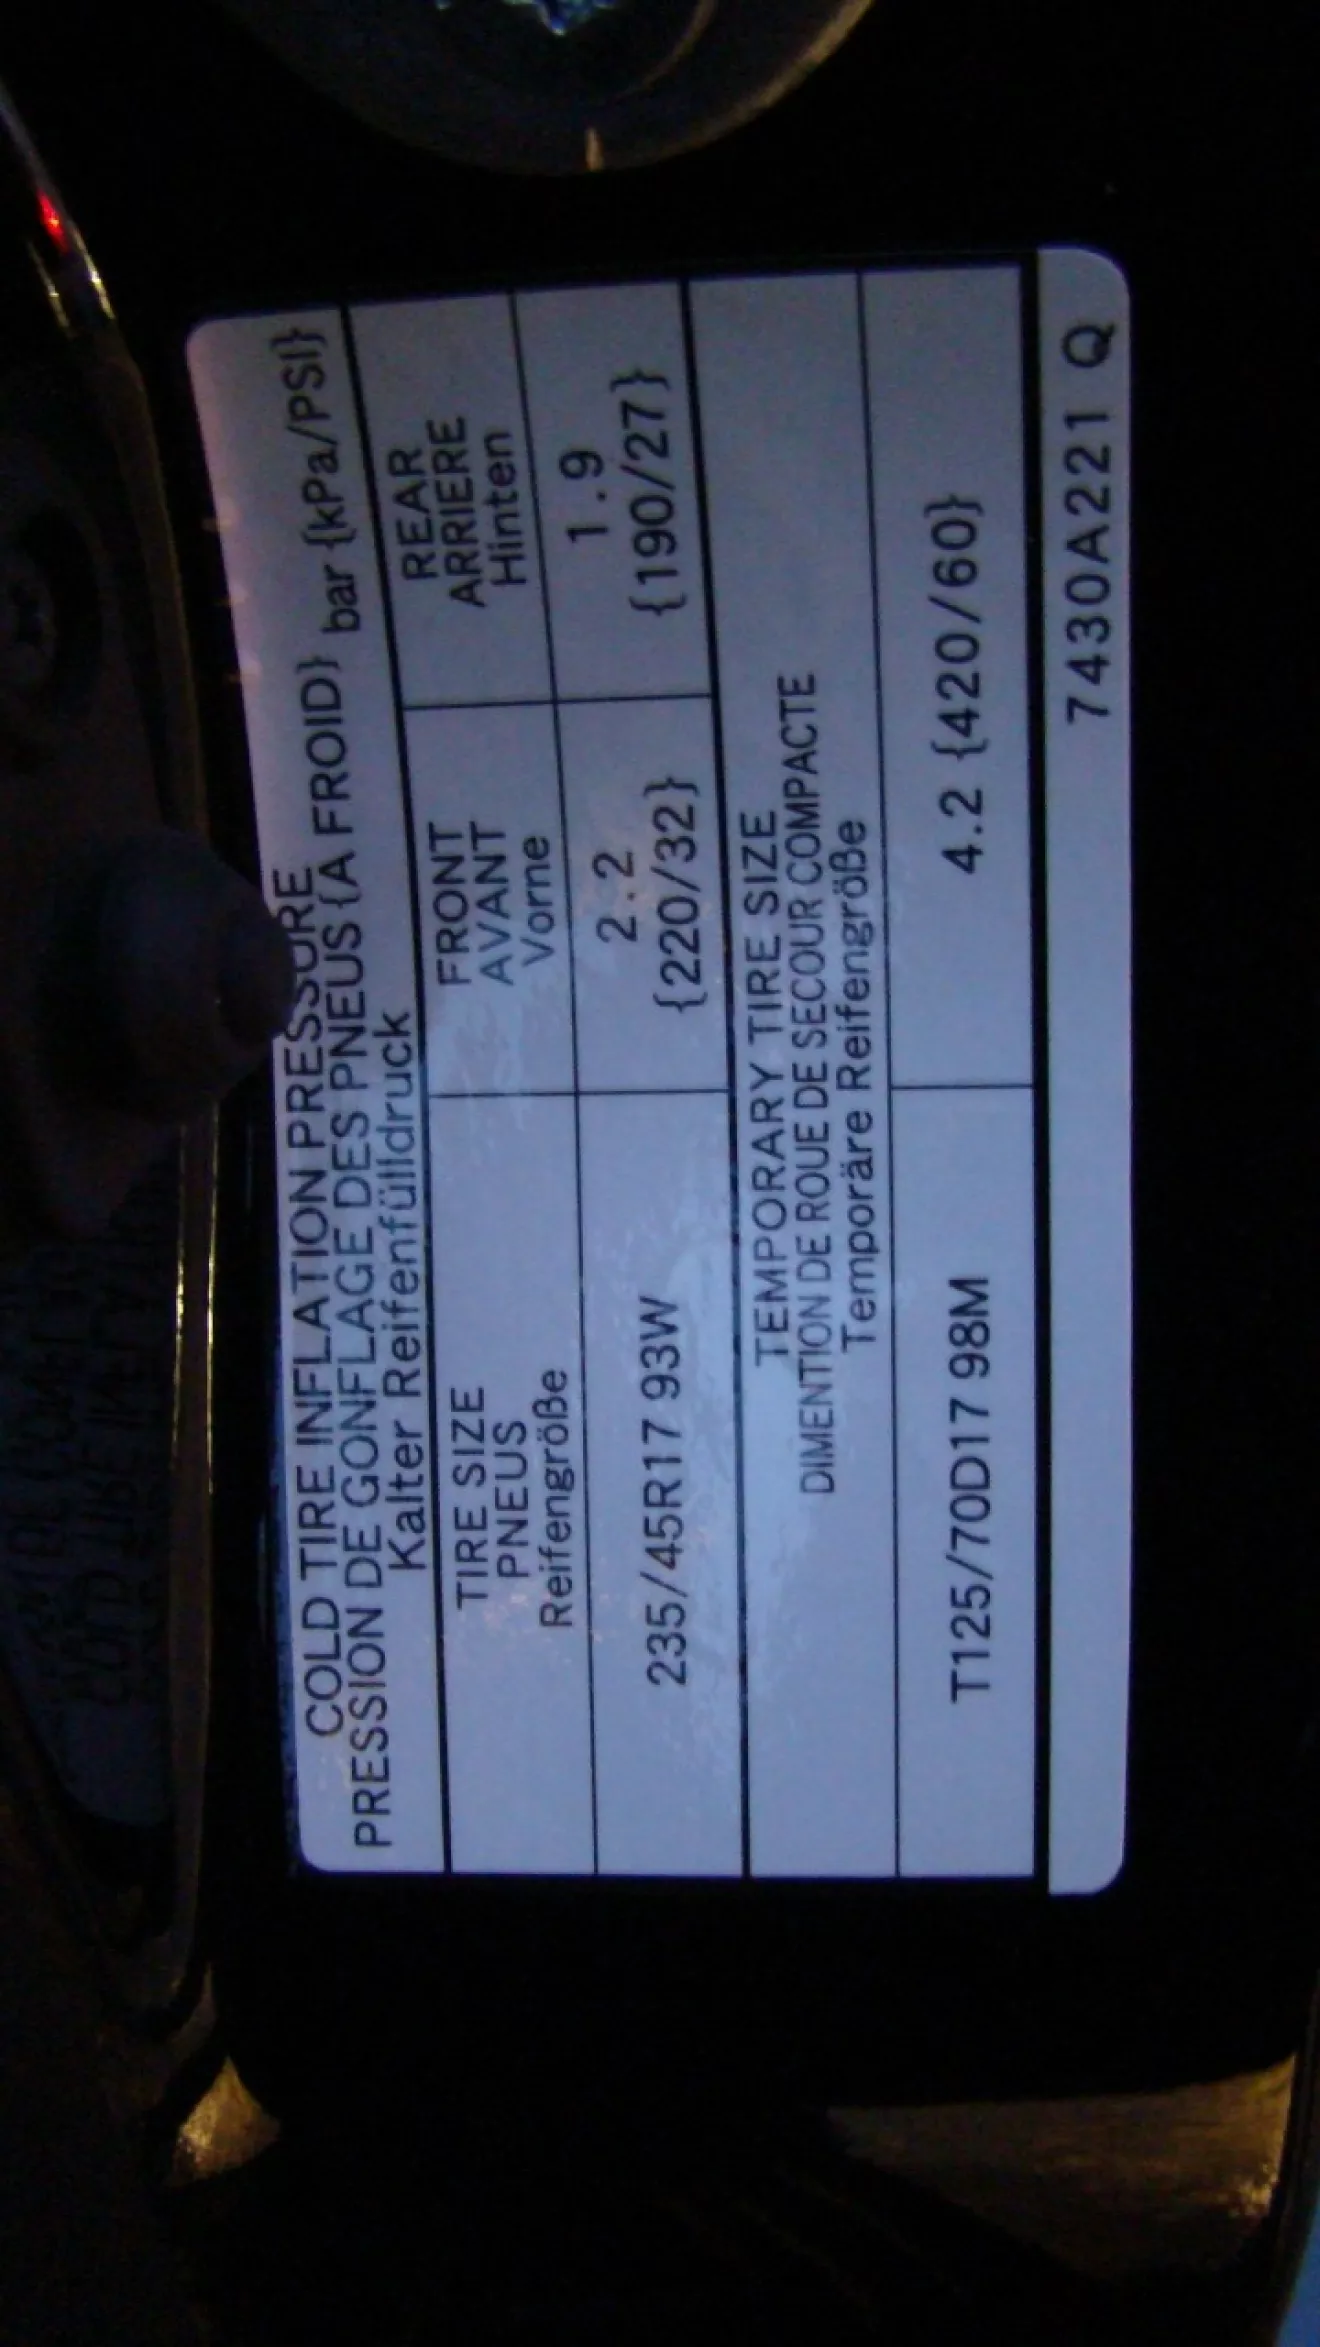 COLD TIRE INFLATION PRESSURE
PRESSION DE GONFLAGE DES PNEUS {A FROID} bar {kPa/PSI}
Kalter Reifenfülldruck
TIRE SIZE
PNEUS
Reifengröße
FRONT
AVANT
Vorne
REAR
ARRIERE
Hinten
235/45R17 93W
2.2
{220/32}
1.9
{190/27}
TEMPORARY TIRE SIZE
DIMENTION DE ROUE DE SECOUR COMPACTE
Temporäre Reifengröße
T125/70D17 98M
4.2 {420/60}
7430A221 Q